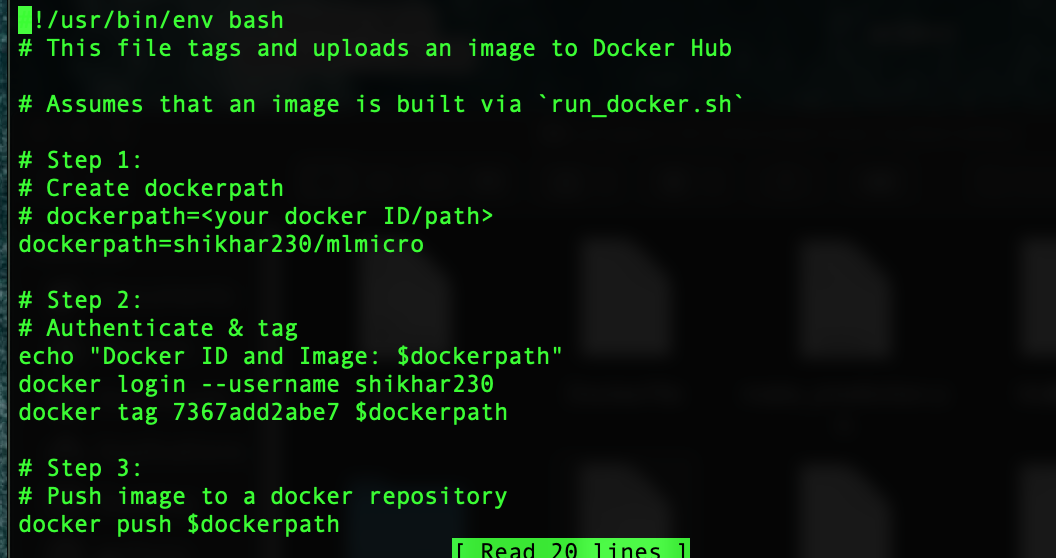 #!/usr/bin/env bash
# This file tags and uploads an image to Docker Hub
# Assumes that an image is built via `run_docker.sh`
# Step 1:
# Create dockerpath
# dockerpath=<your docker ID/path>
dockerpath=shikhar230/mlmicro
# Step 2:
# Authenticate & tag
echo "Docker ID and Image: $dockerpath"
docker login --username shikhar230
docker tag 7367add2abe7 $dockerpath
# Step 3:
# Push image to a docker repository
docker push $dockerpath
[ Read 20 lines ]